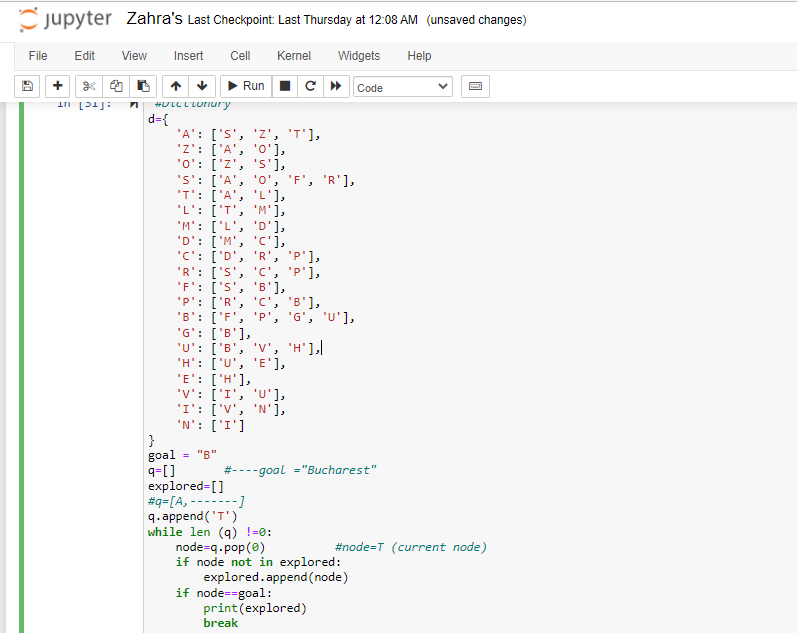 jupyter Zahra's Last Checkpoint: Last Thursday at 12:08 AM (unsaved changes)
File Edit View Insert Cell Kernel Widgets Help
Run Code
In [31]: #Dictionary
d={
'A': ['S', 'Z', 'T'],
'Z': ['A', 'O'],
'O': ['Z', 'S'],
'S': ['A', 'O', 'F', 'R'],
'T': ['A', 'L'],
'L': ['T', 'M'],
'M': ['L', 'D'],
'D': ['M', 'C'],
'C': ['D', 'R', 'P'],
'R': ['S', 'C', 'P'],
'F': ['S', 'B'],
'P': ['R', 'C', 'B'],
'B': ['F', 'P', 'G', 'U'],
'G': ['B'],
'U': ['B', 'V', 'H'],
'H': ['U', 'E'],
'E': ['H'],
'V': ['I', 'U'],
'I': ['V', 'N'],
'N': ['I']
}
goal = "B"
q=[] #----goal ="Bucharest"
explored=[]
#q=[A,-------]
q.append('T')
while len (q) !=0:
node=q.pop(0) #node=T (current node)
if node not in explored:
explored.append(node)
if node==goal:
print(explored)
break